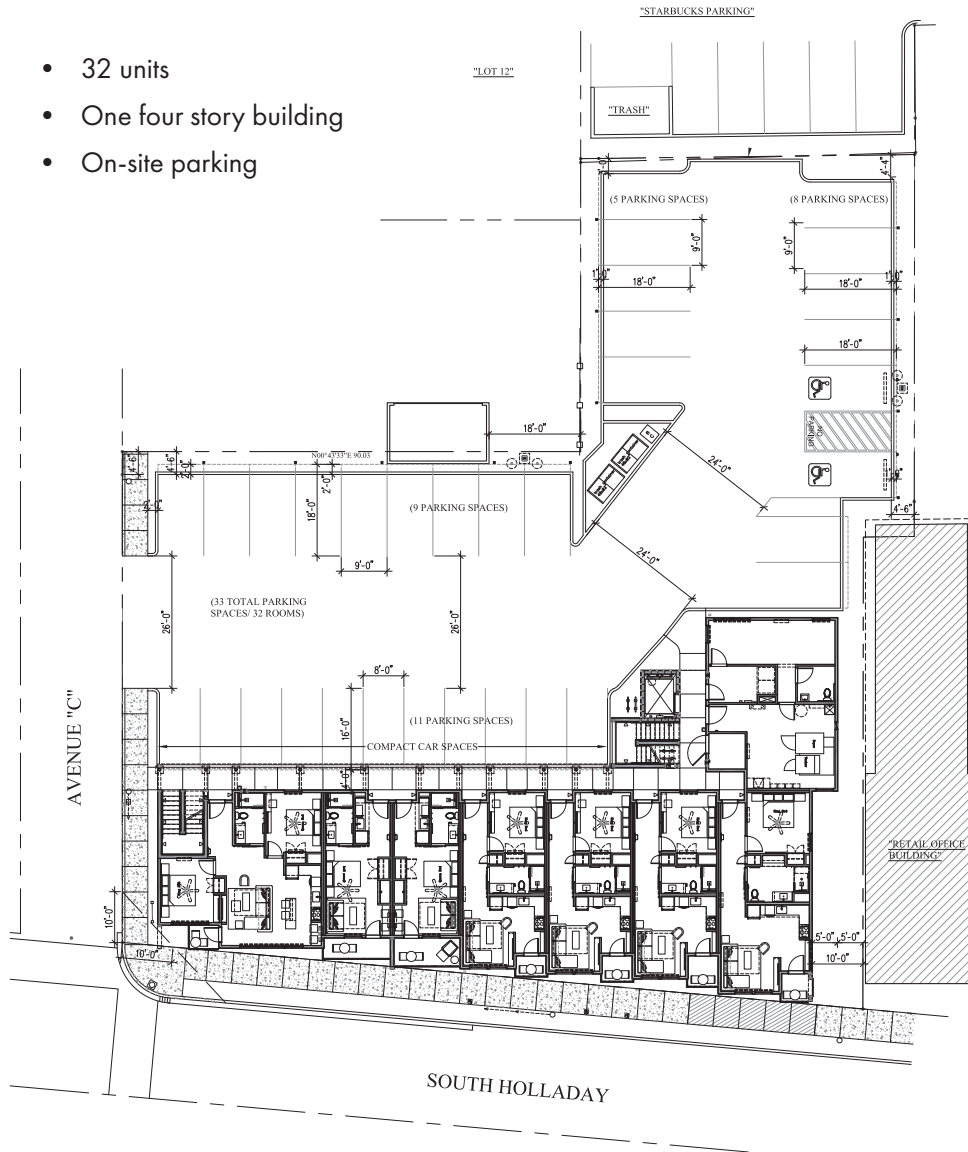 "STARBUCKS PARKING"
• 32 units
"LOT 12"
• One four story building
"TRASH"
• On-site parking
4'-4"
(5 PARKING SPACES)
(8 PARKING SPACES)
9'-0"
9'-0"
18'-0"
18'-0"
18'-0"
NO PARKING
18'-0"
24'-0"
4'-6"
4'-6"
N00°43'33"E 90.03
2'-0"
2'-0"
18'-0"
(9 PARKING SPACES)
4'-6"
9'-0"
24'-0"
(33 TOTAL PARKING
SPACES/ 32 ROOMS)
26'-0"
26'-0"
8'-0"
16'-0"
(11 PARKING SPACES)
COMPACT CAR SPACES
4'-0"
AVENUE "C"
"RETAIL OFFICE
BUILDING"
10'-0"
10'-0"
5'-0"
5'-0"
10'-0"
SOUTH HOLLADAY